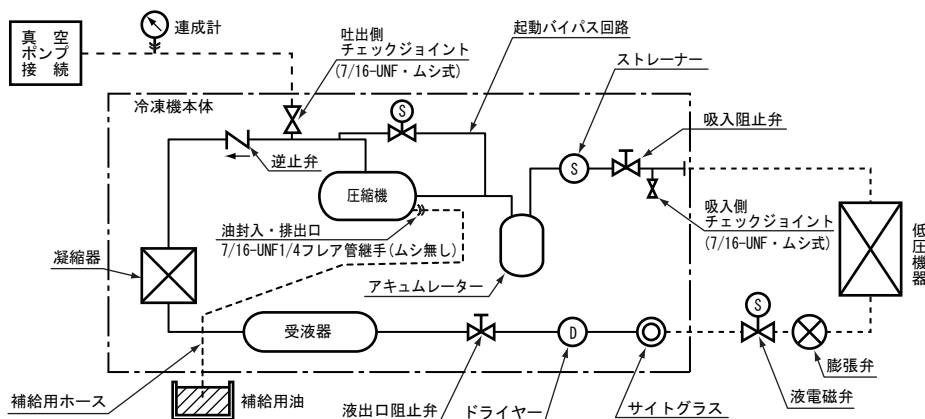 真　空
ポンプ
接　続
連成計
吐出側
チェックジョイント
(7/16-UNF・ムシ式)
起動バイパス回路
ストレーナー
冷凍機本体
S
吸入阻止弁
逆止弁
S
圧縮機
吸入側
チェックジョイント
(7/16-UNF・ムシ式)
油封入・排出口
7/16-UNF1/4フレア管継手(ムシ無し)
低圧機器
凝縮器
アキュムレーター
S
受液器
D
膨張弁
補給用ホース
補給用油
液出口阻止弁
ドライヤー
サイトグラス
液電磁弁